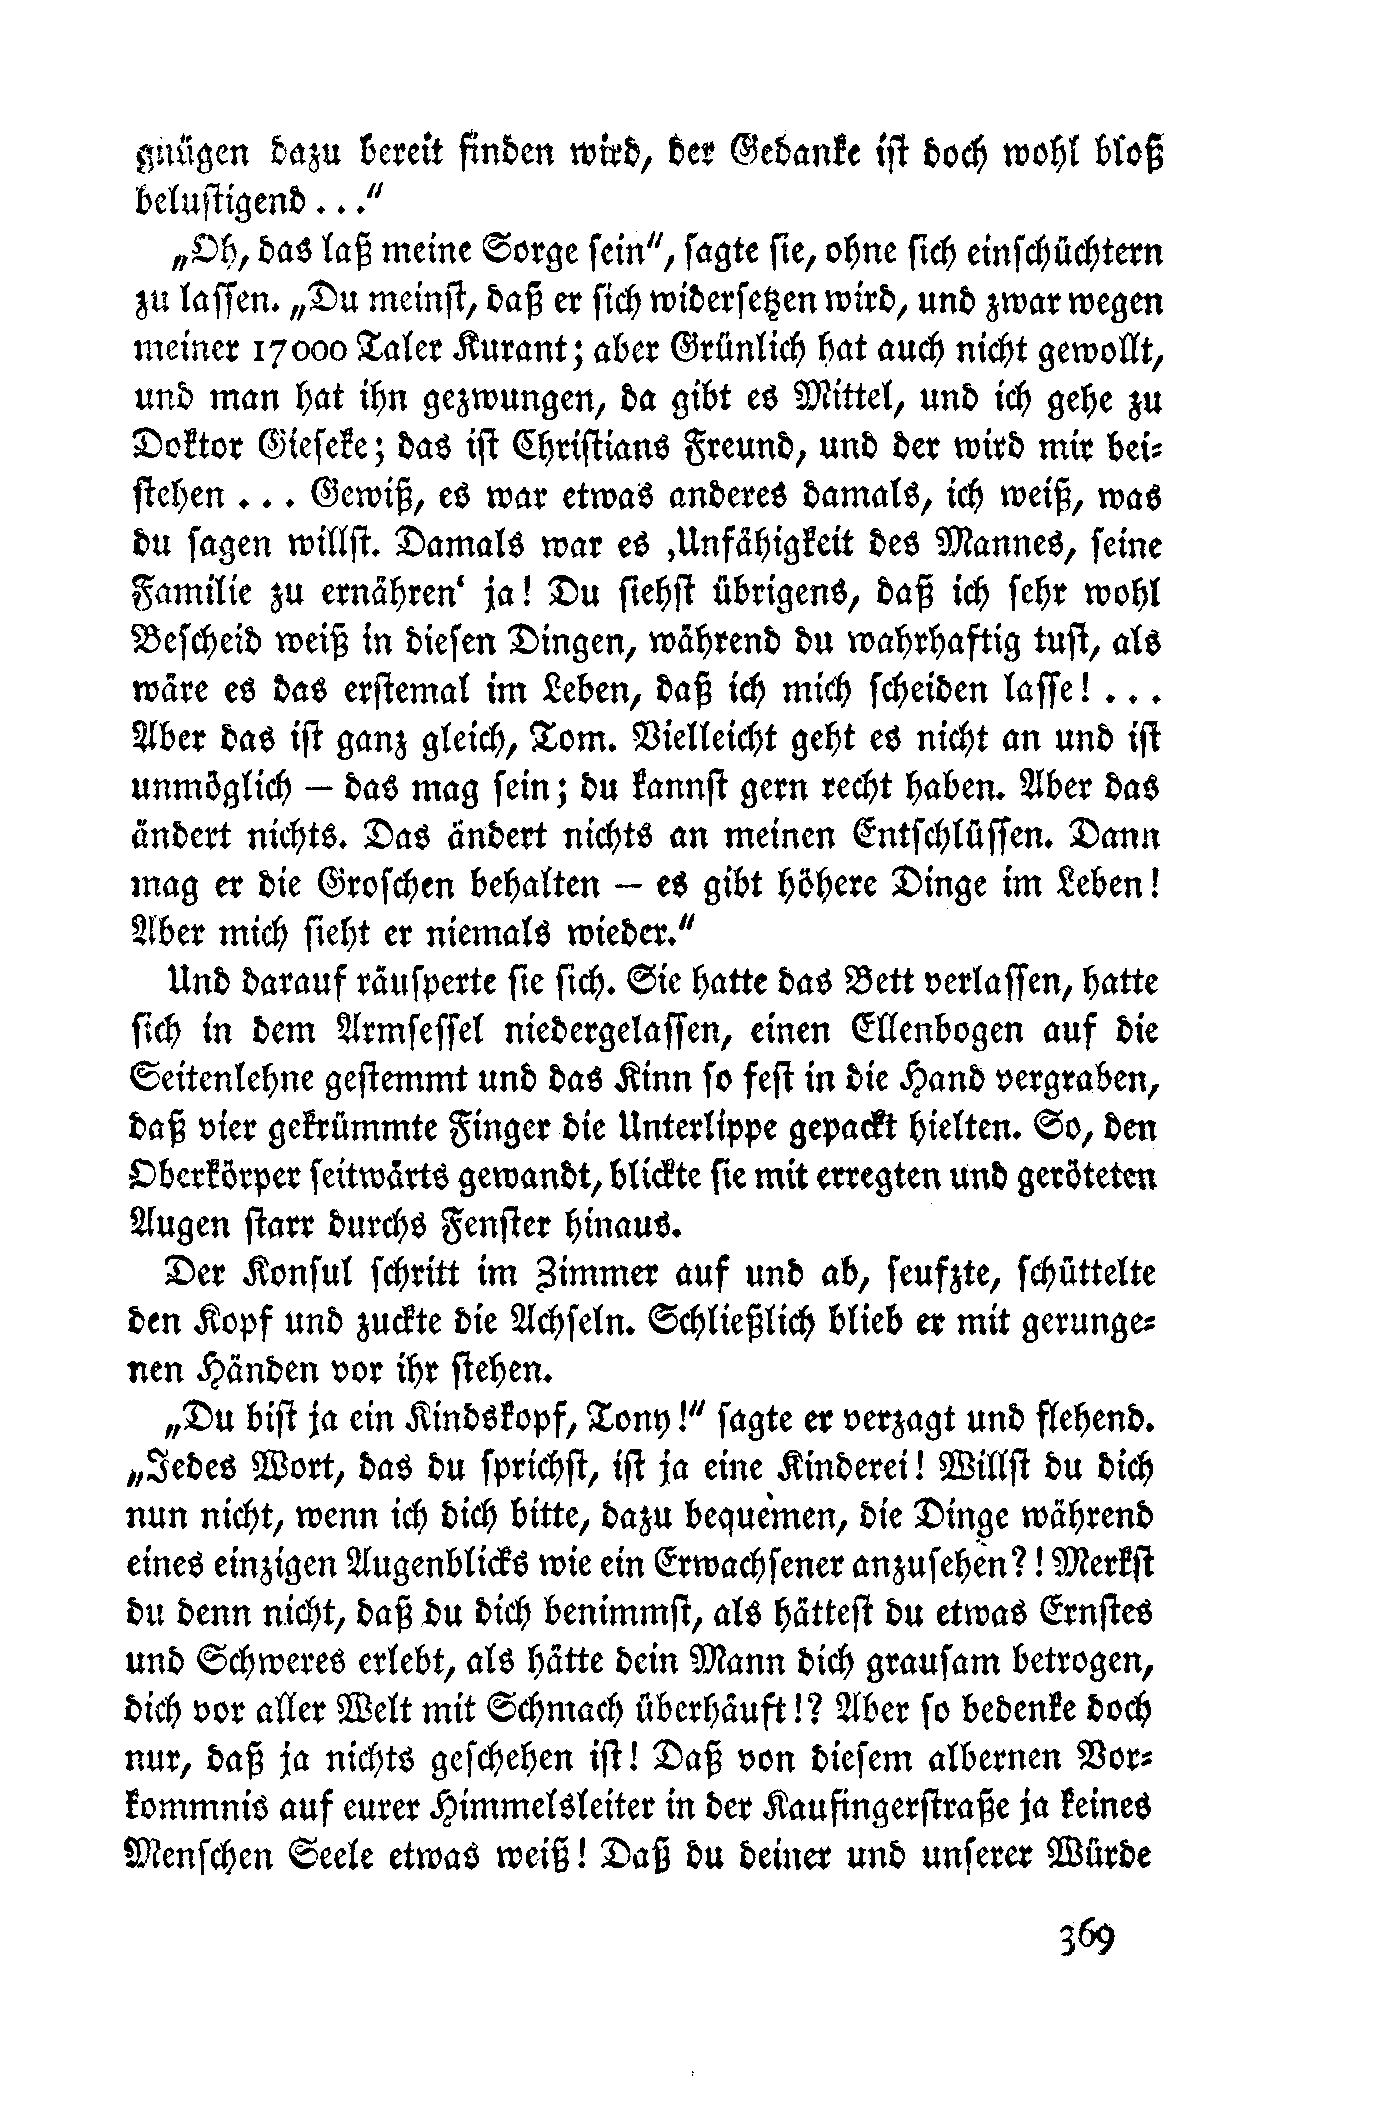 gnügen dazu bereit finden wird, der Gedanke ist doch wohl bloß
belustigend . . .“
„Oh, das laß meine Sorge sein“, sagte sie, ohne sich einschüchtern
zu lassen. „Du meinst, daß er sich widersetzen wird, und zwar wegen
meiner 17000 Taler Kurant; aber Grünlich hat auch nicht gewollt,
und man hat ihn gezwungen, da gibt es Mittel, und ich gehe zu
Doktor Gieseke; das ist Christians Freund, und der wird mir bei-
stehen . . . Gewiß, es war etwas anderes damals, ich weiß, was
du sagen willst. Damals war es ‚Unfähigkeit des Mannes, seine
Familie zu ernähren‘ ja! Du siehst übrigens, daß ich sehr wohl
Bescheid weiß in diesen Dingen, während du wahrhaftig tust, als
wäre es das erstemal im Leben, daß ich mich scheiden lasse! . . .
Aber das ist ganz gleich, Tom. Vielleicht geht es nicht an und ist
unmöglich – das mag sein; du kannst gern recht haben. Aber das
ändert nichts. Das ändert nichts an meinen Entschlüssen. Dann
mag er die Groschen behalten – es gibt höhere Dinge im Leben!
Aber mich sieht er niemals wieder.“
Und darauf räusperte sie sich. Sie hatte das Bett verlassen, hatte
sich in dem Armsessel niedergelassen, einen Ellenbogen auf die
Seitenlehne gestemmt und das Kinn so fest in die Hand vergraben,
daß vier gekrümmte Finger die Unterlippe gepackt hielten. So, den
Oberkörper seitwärts gewandt, blickte sie mit erregten und geröteten
Augen starr durchs Fenster hinaus.
Der Konsul schritt im Zimmer auf und ab, seufzte, schüttelte
den Kopf und zuckte die Achseln. Schließlich blieb er mit gerunge-
nen Händen vor ihr stehen.
„Du bist ja ein Kindskopf, Tony!“ sagte er verzagt und flehend.
„Jedes Wort, das du sprichst, ist ja eine Kinderei! Willst du dich
nun nicht, wenn ich dich bitte, dazu bequemen, die Dinge während
eines einzigen Augenblicks wie ein Erwachsener anzusehen?! Merkst
du denn nicht, daß du dich benimmst, als hättest du etwas Ernstes
und Schweres erlebt, als hätte dein Mann dich grausam betrogen,
dich vor aller Welt mit Schmach überhäuft!? Aber so bedenke doch
nur, daß ja nichts geschehen ist! Daß von diesem albernen Vor-
kommnis auf eurer Himmelsleiter in der Kaufingerstraße ja keines
Menschen Seele etwas weiß! Daß du deiner und unserer Würde
369